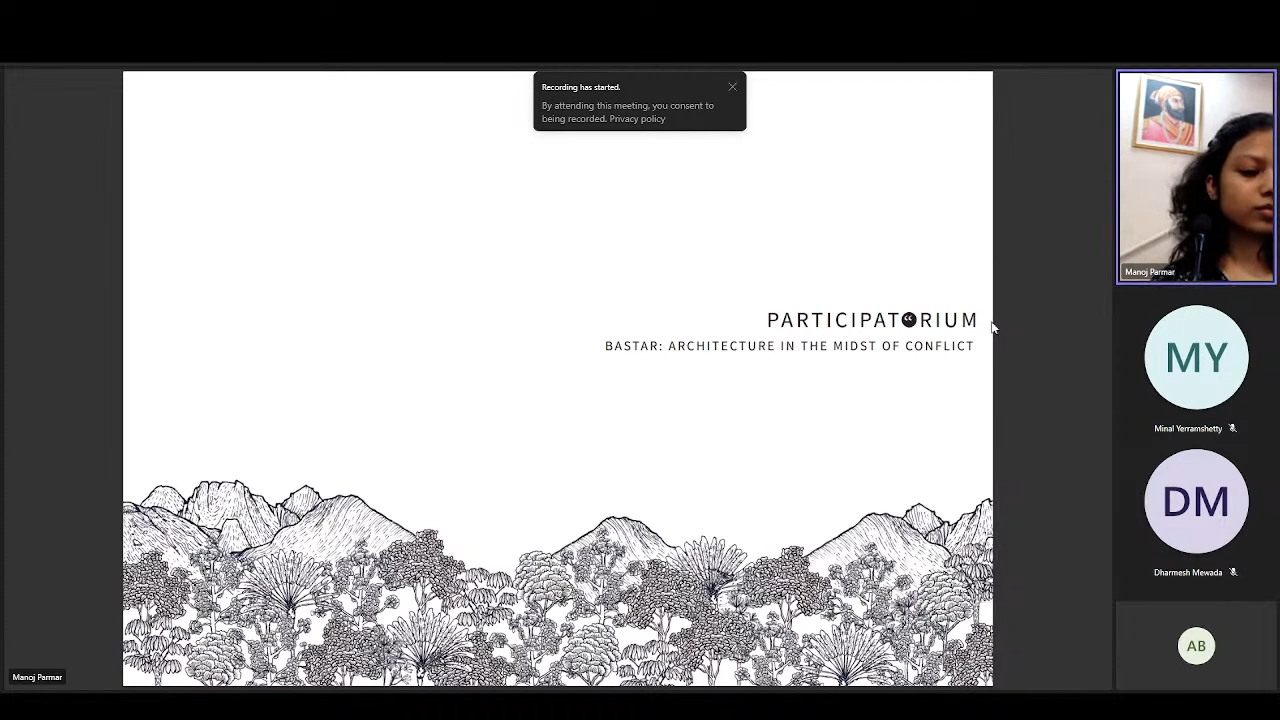 Recording has started.
By attending this meeting, you consent to
being recorded. Privacy policy
PARTICIPATORIUM
BASTAR: ARCHITECTURE IN THE MIDST OF CONFLICT
Manoj Parmar
MY
Minal Yerramshetty
DM
Dharmesh Mewada
AB
Manoj Parmar